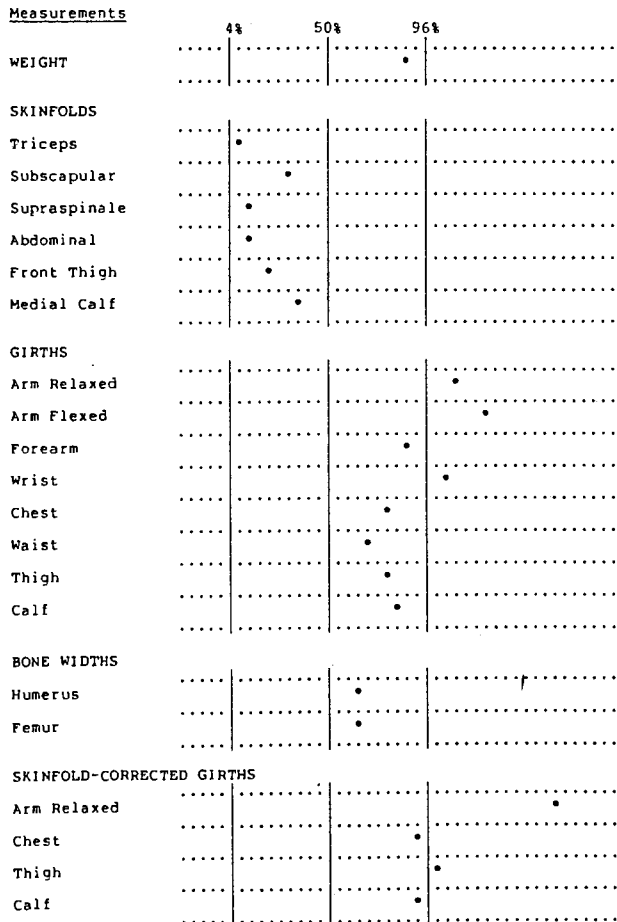 Measurements
4% 50% 96%
WEIGHT
SKINFOLDS
Triceps
Subscapular
Supraspinale
Abdominal
Front Thigh
Medial Calf
GIRTHS
Arm Relaxed
Arm Flexed
Forearm
Wrist
Chest
Waist
Thigh
Calf
BONE WIDTHS
Humerus
Femur
SKINFOLD-CORRECTED GIRTHS
Arm Relaxed
Chest
Thigh
Calf